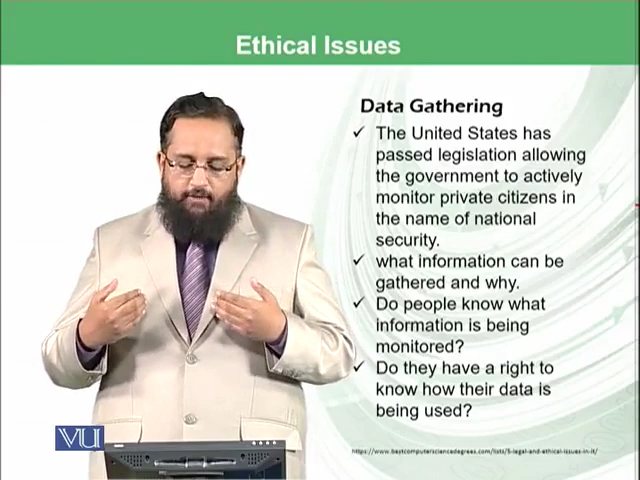 Ethical Issues
Data Gathering
✓ The United States has
passed legislation allowing
the government to actively
monitor private citizens in
the name of national
security.
✓ what information can be
gathered and why.
✓ Do people know what
information is being
monitored?
✓ Do they have a right to
know how their data is
being used?
https://www.bestcomputersciencedegrees.com/lists/5-legal-and-ethical-issues-in-it/
VU